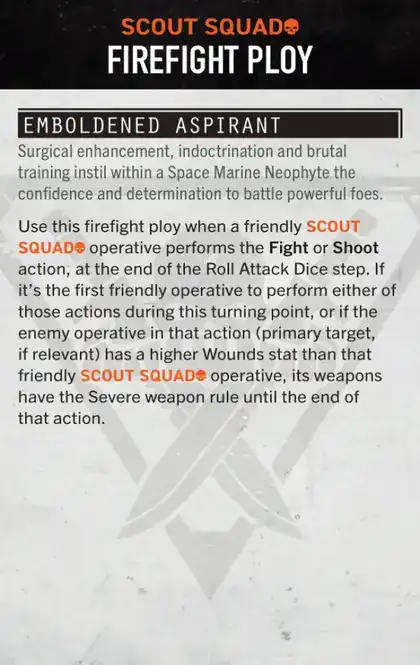 SCOUT SQUAD
FIREFIGHT PLOY
EMBOLDENED ASPIRANT
Surgical enhancement, indoctrination and brutal
training instil within a Space Marine Neophyte the
confidence and determination to battle powerful foes.
Use this firefight ploy when a friendly SCOUT
SQUAD operative performs the Fight or Shoot
action, at the end of the Roll Attack Dice step. If
it’s the first friendly operative to perform either of
those actions during this turning point, or if the
enemy operative in that action (primary target,
if relevant) has a higher Wounds stat than that
friendly SCOUT SQUAD operative, its weapons
have the Severe weapon rule until the end of
that action.